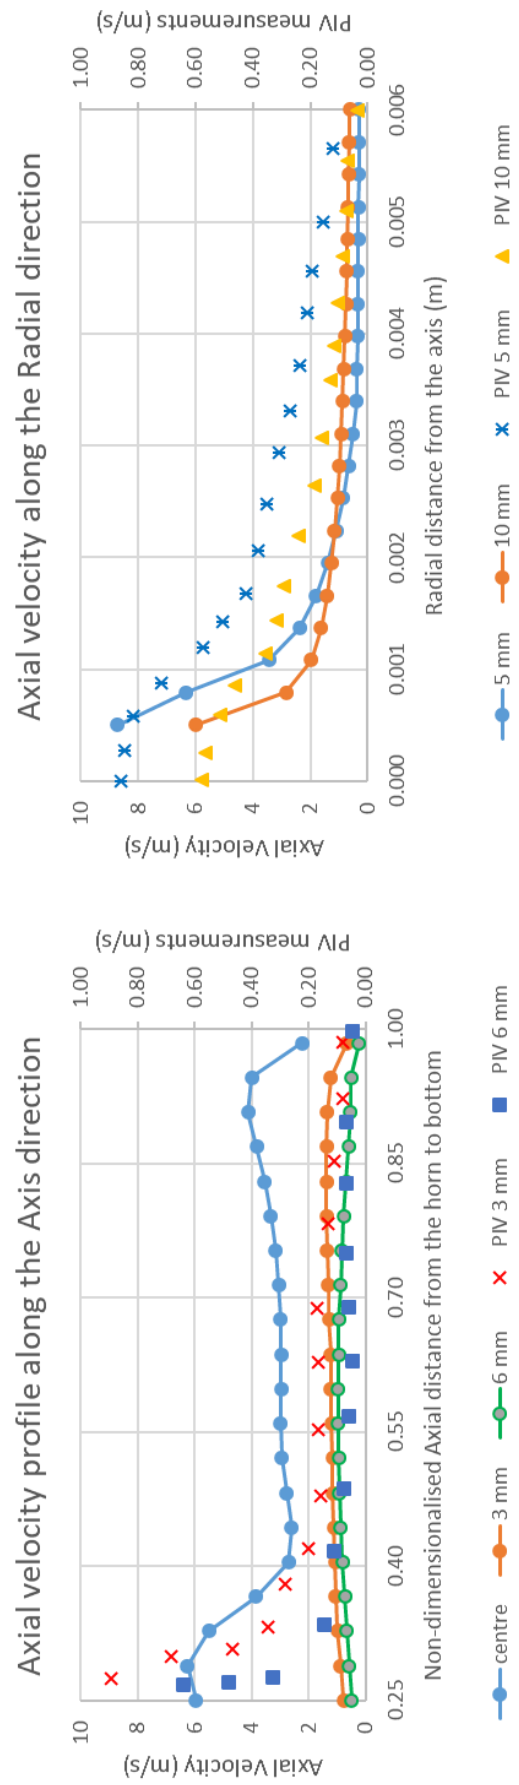 Axial velocity profile along the Axis direction
10
8
6
4
2
0
Axial Velocity (m/s)
1.00
0.80
0.60
0.40
0.20
0.00
PIV measurements (m/s)
0.25 0.40 0.55 0.70 0.85 1.00
Non-dimensionalised Axial distance from the horn to bottom
centre 3 mm 6 mm PIV 3 mm PIV 6 mm
Axial velocity along the Radial direction
10
8
6
4
2
0
Axial Velocity (m/s)
1.00
0.80
0.60
0.40
0.20
0.00
PIV measurements (m/s)
0.000 0.001 0.002 0.003 0.004 0.005 0.006
Radial distance from the axis (m)
5 mm 10 mm PIV 5 mm PIV 10 mm